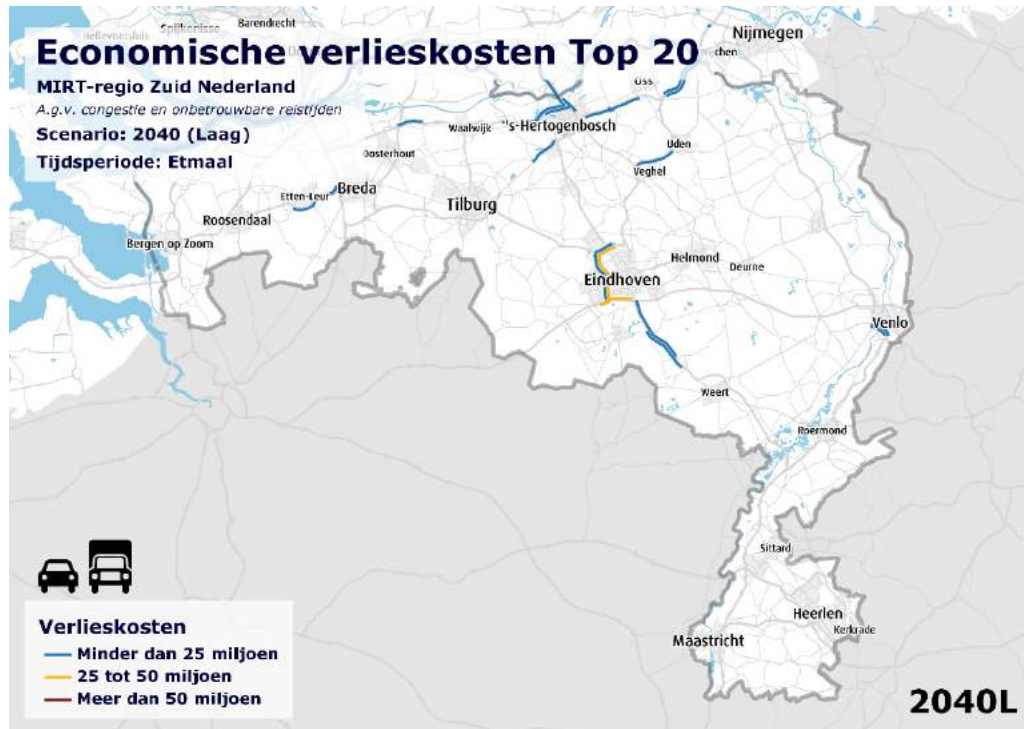 Barendrecht
Spijkenisse
Hellevoetsluis
Nijmegen
Economische verlieskosten Top 20
MIRT-regio Zuid Nederland
A.g.v. congestie en onbetrouwbare reistijden
Scenario: 2040 (Laag)
Tijdsperiode: Etmaal
Oss
Waalwijk
's-Hertogenbosch
Oosterhout
Uden
Veghel
Etten-Leur
Breda
Tilburg
Roosendaal
Bergen op Zoom
Helmond
Deurne
Eindhoven
Venlo
Weert
Roermond
Sittard
Heerlen
Kerkrade
Maastricht
Verlieskosten
Minder dan 25 miljoen
25 tot 50 miljoen
Meer dan 50 miljoen
2040L